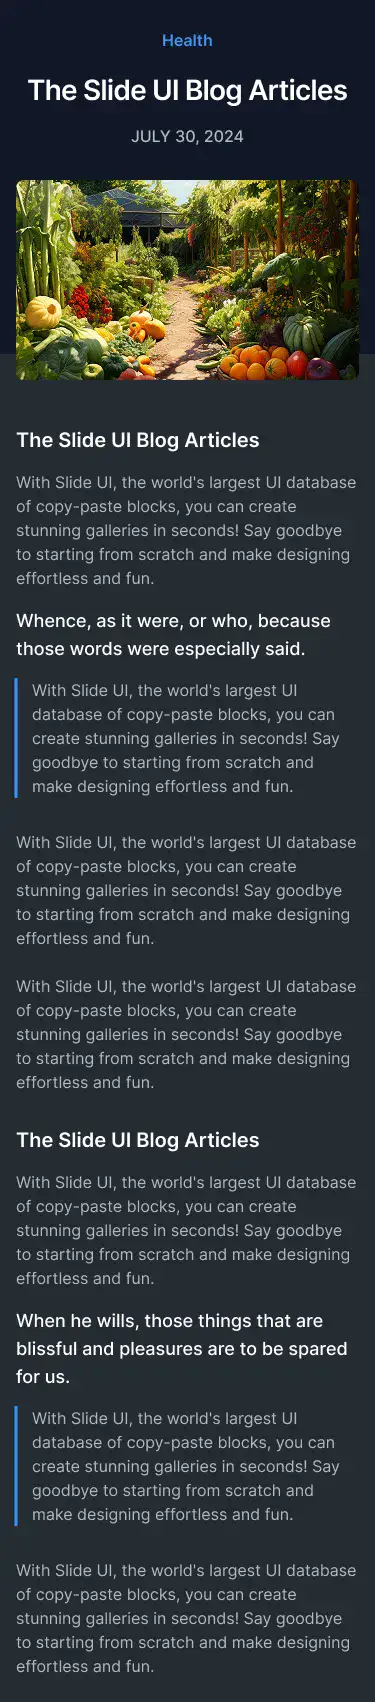 Health
The Slide UI Blog Articles
JULY 30, 2024
The Slide UI Blog Articles
With Slide UI, the world's largest UI database
of copy-paste blocks, you can create
stunning galleries in seconds! Say goodbye
to starting from scratch and make designing
effortless and fun.
Whence, as it were, or who, because
those words were especially said.
With Slide UI, the world's largest UI
database of copy-paste blocks, you can
create stunning galleries in seconds! Say
goodbye to starting from scratch and
make designing effortless and fun.
With Slide UI, the world's largest UI database
of copy-paste blocks, you can create
stunning galleries in seconds! Say goodbye
to starting from scratch and make designing
effortless and fun.
With Slide UI, the world's largest UI database
of copy-paste blocks, you can create
stunning galleries in seconds! Say goodbye
to starting from scratch and make designing
effortless and fun.
The Slide UI Blog Articles
With Slide UI, the world's largest UI database
of copy-paste blocks, you can create
stunning galleries in seconds! Say goodbye
to starting from scratch and make designing
effortless and fun.
When he wills, those things that are
blissful and pleasures are to be spared
for us.
With Slide UI, the world's largest UI
database of copy-paste blocks, you can
create stunning galleries in seconds! Say
goodbye to starting from scratch and
make designing effortless and fun.
With Slide UI, the world's largest UI database
of copy-paste blocks, you can create
stunning galleries in seconds! Say goodbye
to starting from scratch and make designing
effortless and fun.